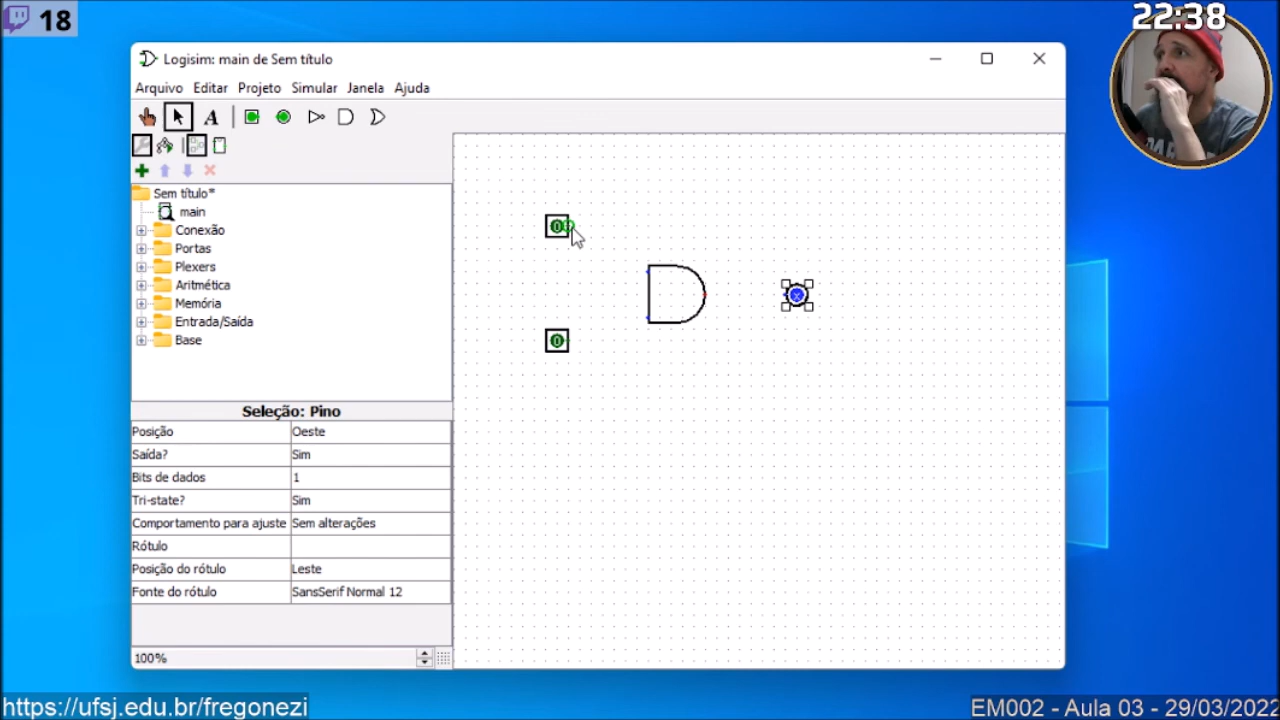 18
22:38
Logisim: main de Sem título
Arquivo Editar Projeto Simular Janela Ajuda
A
Sem título*
main
Conexão
Portas
Plexers
Aritmética
Memória
Entrada/Saída
Base
0
x
0
Seleção: Pino
Posição Oeste
Saída? Sim
Bits de dados 1
Tri-state? Sim
Comportamento para ajuste Sem alterações
Rótulo
Posição do rótulo Leste
Fonte do rótulo SansSerif Normal 12
100%
https://ufsj.edu.br/fregonezi
EM002 - Aula 03 - 29/03/2022